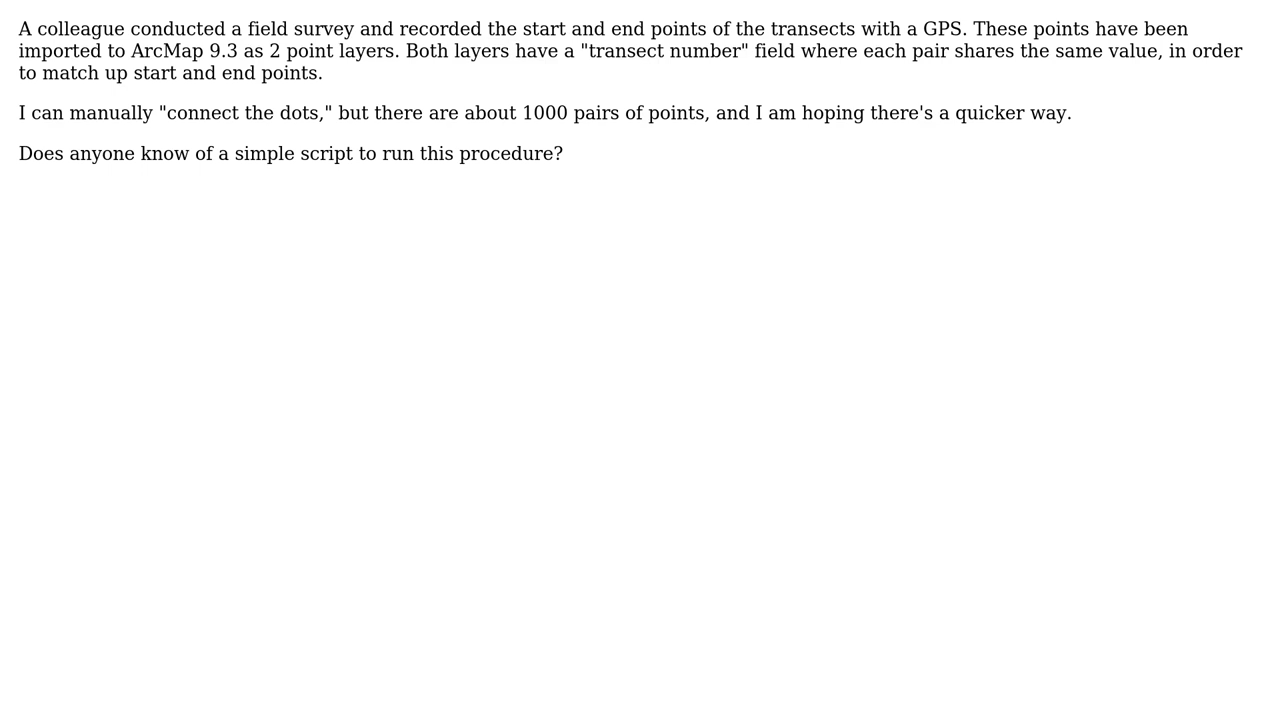 A colleague conducted a field survey and recorded the start and end points of the transects with a GPS. These points have been
imported to ArcMap 9.3 as 2 point layers. Both layers have a "transect number" field where each pair shares the same value, in order
to match up start and end points.
I can manually "connect the dots," but there are about 1000 pairs of points, and I am hoping there's a quicker way.
Does anyone know of a simple script to run this procedure?